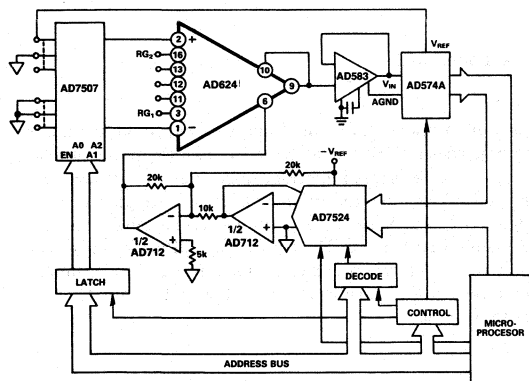 VREF
2
+
RG2
16
13
12
11
RG1
3
1
−
10
9
6
AD7507
AD624
AD583
VIN
AGND
AD574A
A0
A2
EN
A1
−VREF
20k
20k
10k
−
+
1/2
AD712
5k
−
+
1/2
AD712
AD7524
LATCH
DECODE
CONTROL
MICRO-
PROCESOR
ADDRESS BUS